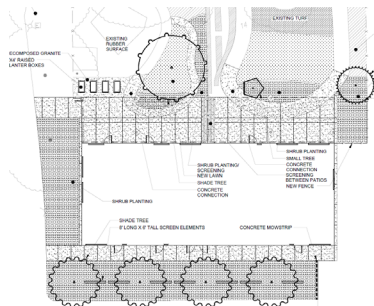 EXISTING
RUBBER
SURFACE
EXISTING TURF
ECOMPOSED GRANITE
X4' RAISED
LANTER BOXES
SHRUB PLANTING/
SCREENING
NEW LAWN
SHADE TREE
CONCRETE
CONNECTION
SHRUB PLANTING
SMALL TREE
CONCRETE
CONNECTION
SCREENING
BETWEEN PATIOS
NEW FENCE
SHRUB PLANTING
SHADE TREE
6' LONG X 6' TALL SCREEN ELEMENTS
CONCRETE MOWSTRIP